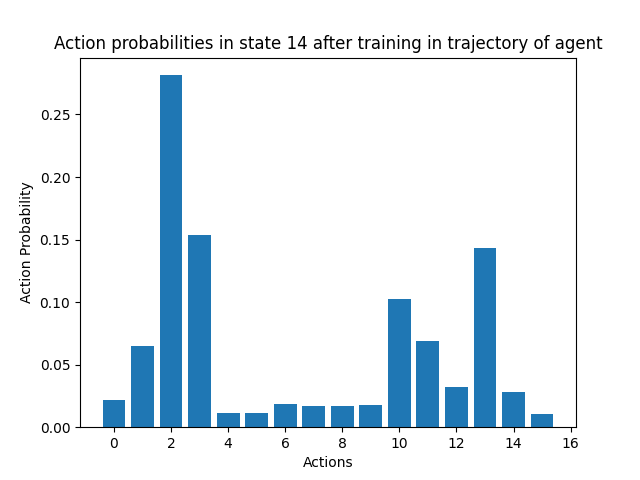 Action probabilities in state 14 after training in trajectory of agent
0.25
0.20
0.15
0.10
0.05
0.00
Action Probability
0 2 4 6 8 10 12 14 16
Actions